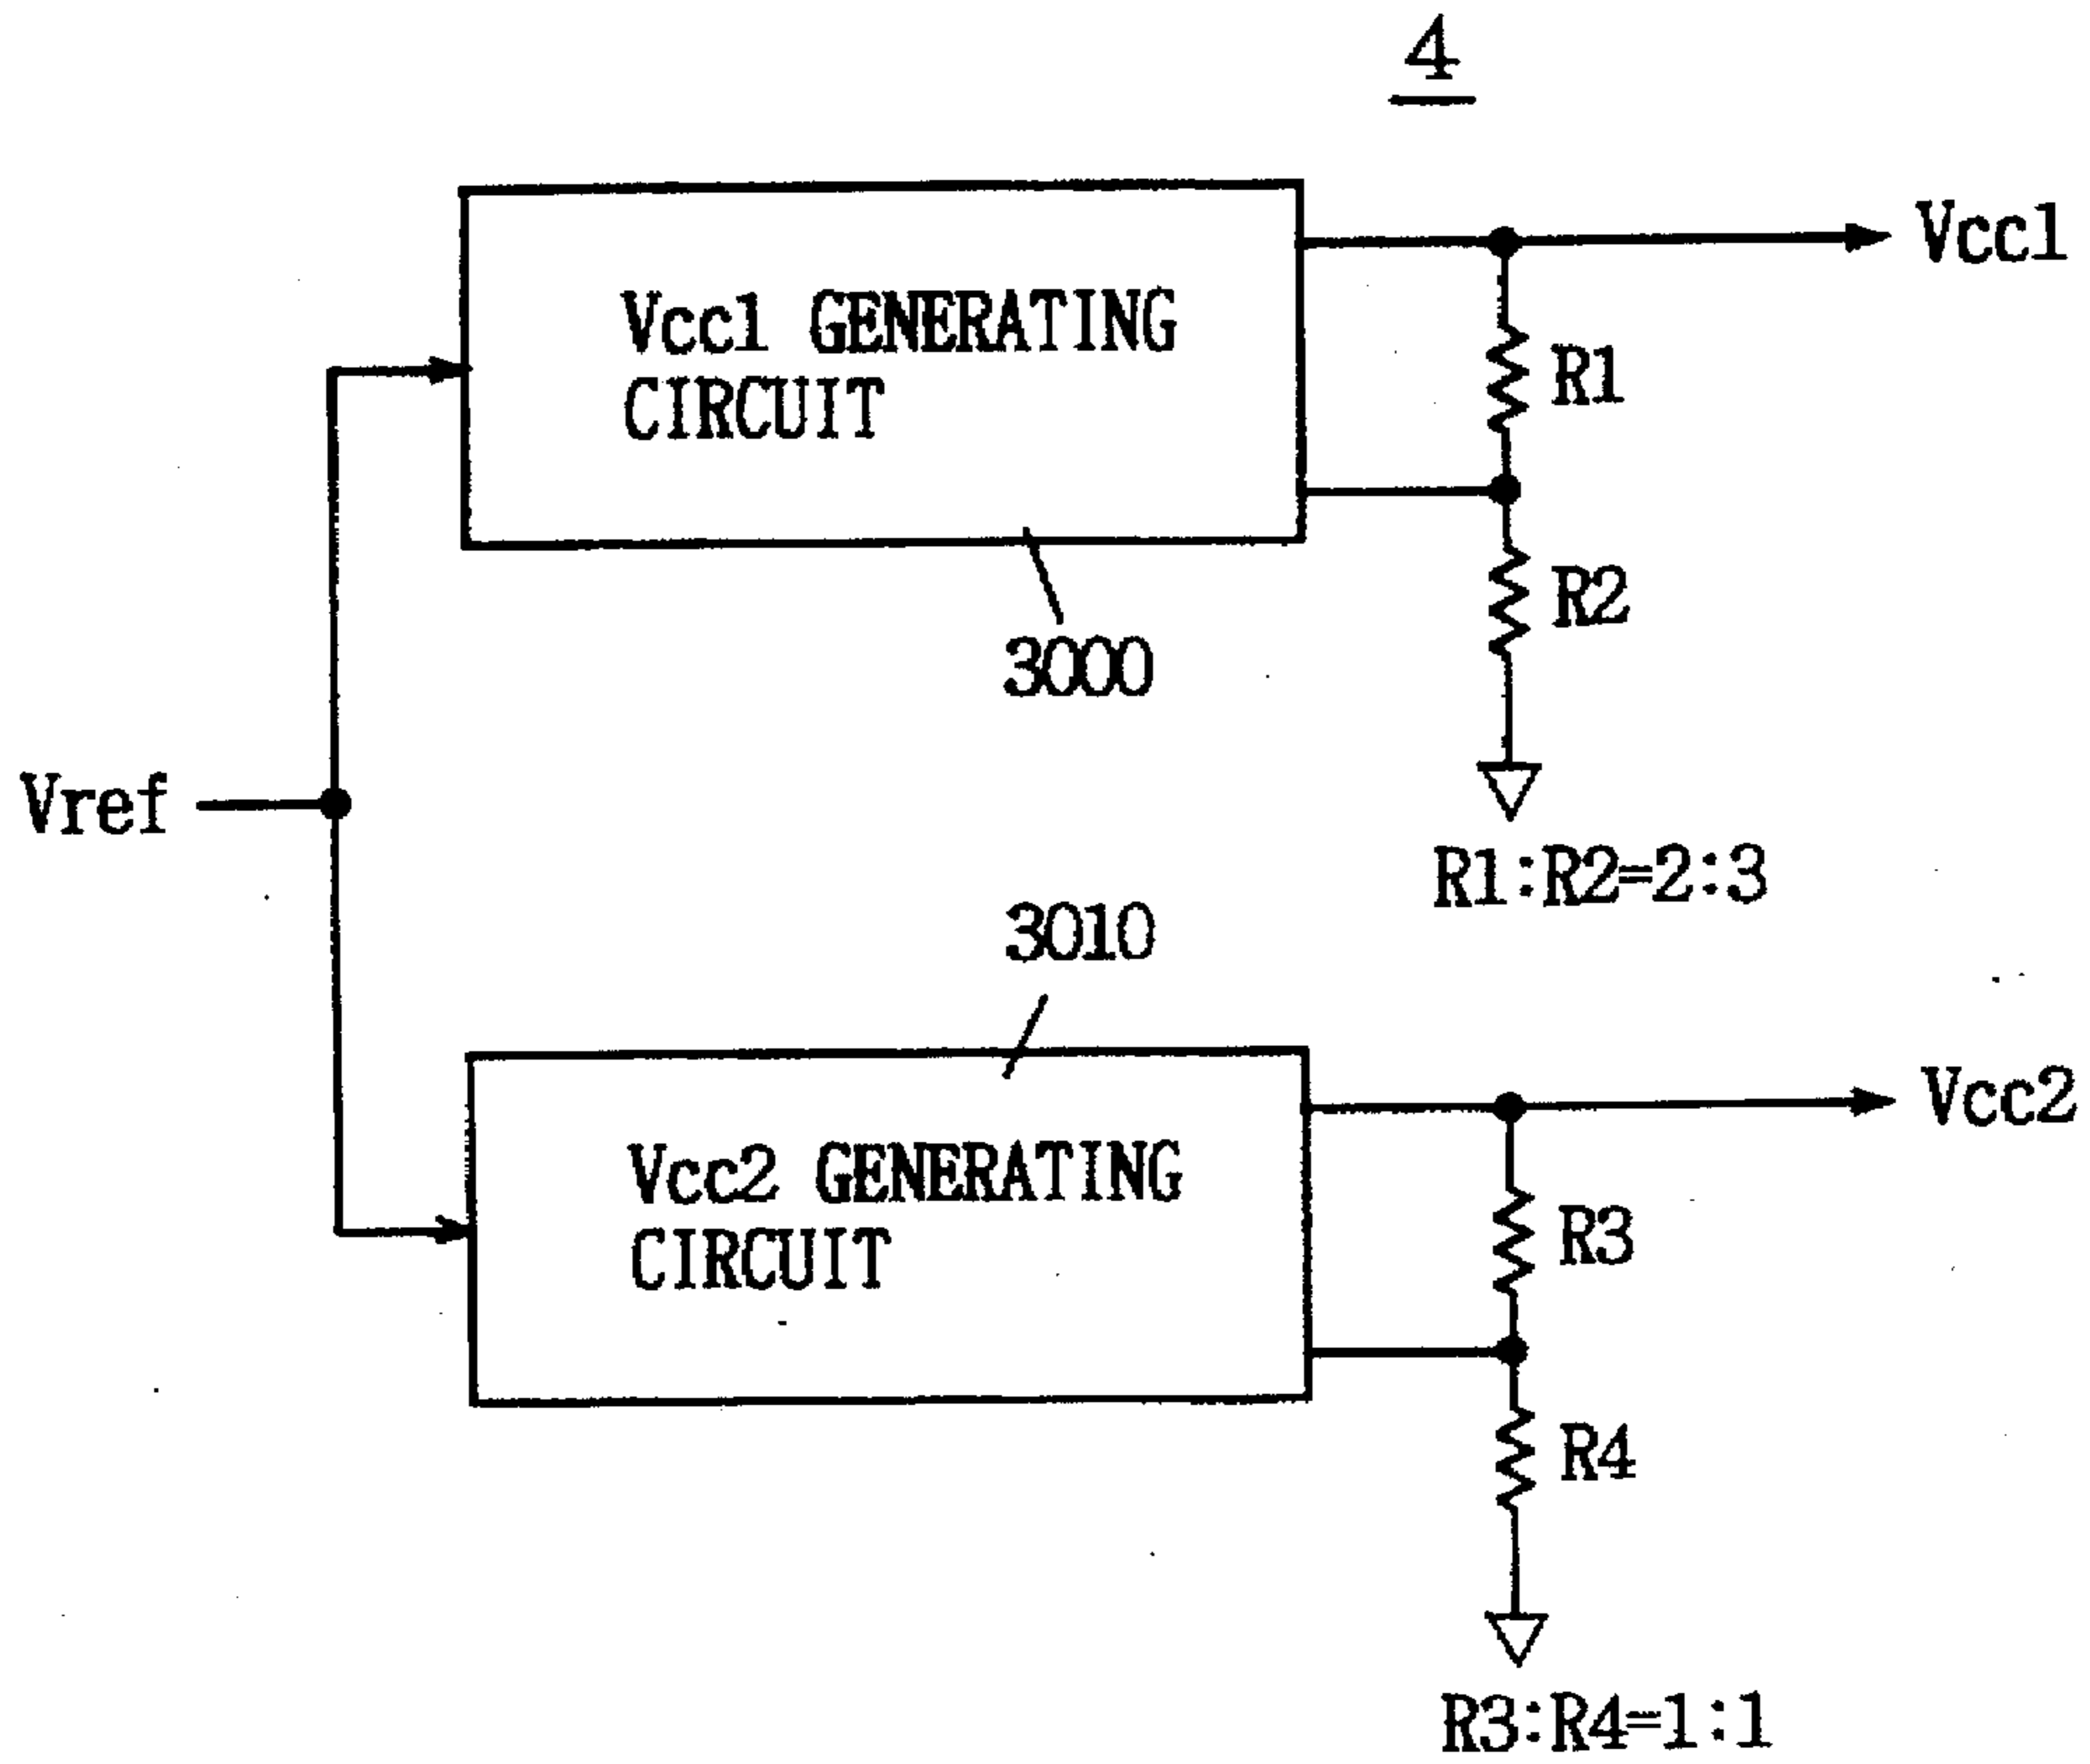 4
Vcc1 GENERATING
CIRCUIT
Vcc1
R1
R2
3000
Vref
R1:R2=2:3
3010
Vcc2 GENERATING
CIRCUIT
Vcc2
R3
R4
R3:R4=1:1